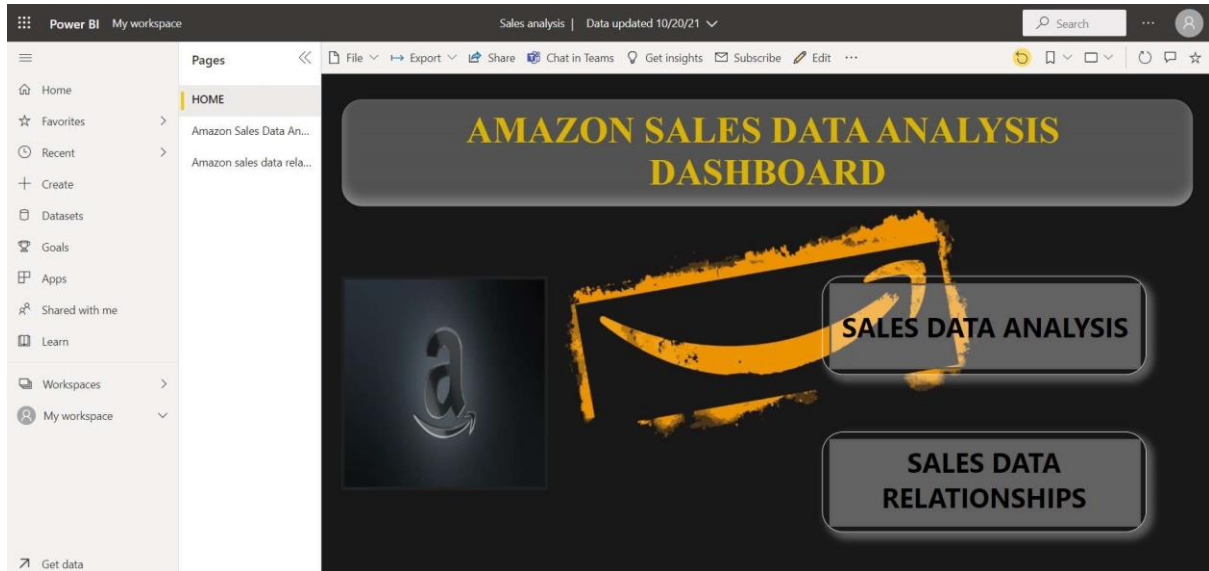 Power BI My workspace
Sales analysis | Data updated 10/20/21
Search
Pages
File Export Share Chat in Teams Get insights Subscribe Edit
Home
Favorites
Recent
Create
Datasets
Goals
Apps
Shared with me
Learn
Workspaces
My workspace
Get data
HOME
Amazon Sales Data An...
Amazon sales data rela...
AMAZON SALES DATA ANALYSIS
DASHBOARD
a
SALES DATA ANALYSIS
SALES DATA
RELATIONSHIPS